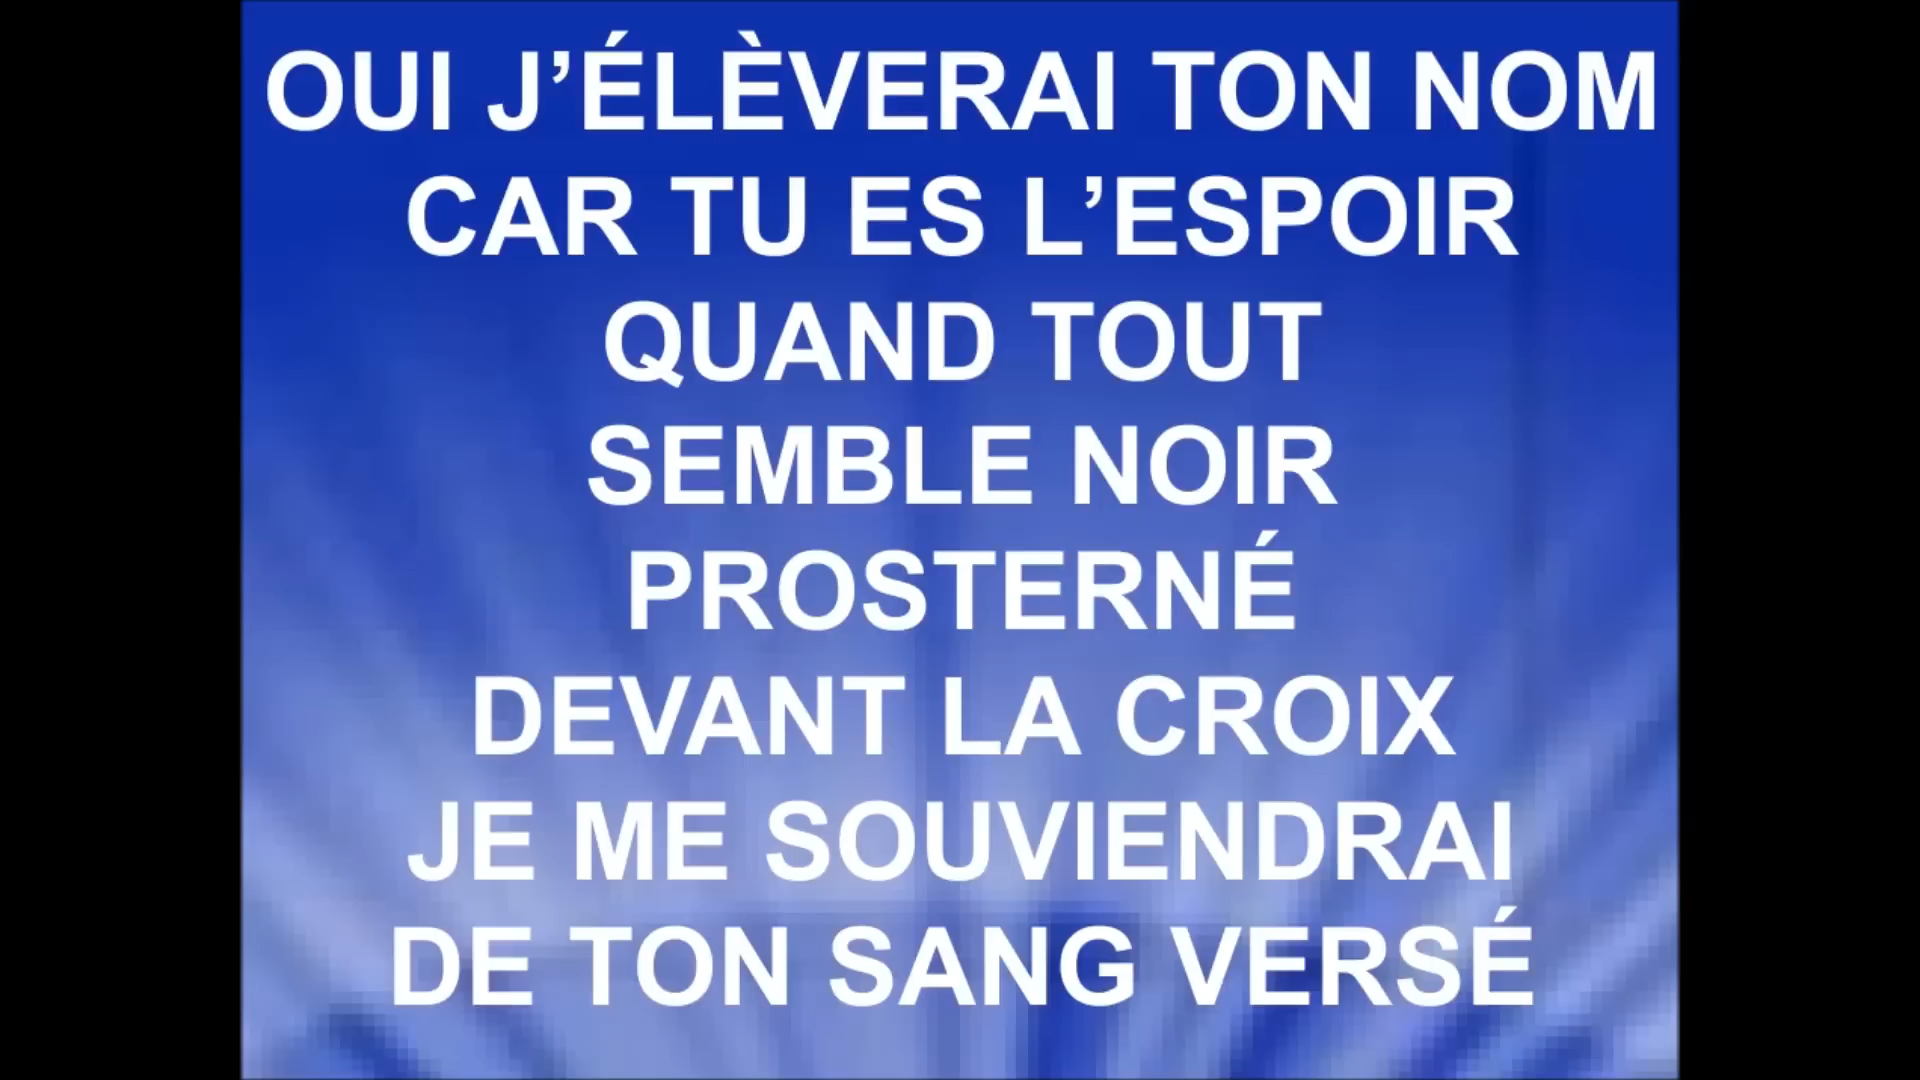 OUI J’ÉLÈVERAI TON NOM
CAR TU ES L’ESPOIR
QUAND TOUT
SEMBLE NOIR
PROSTERNÉ
DEVANT LA CROIX
JE ME SOUVIENDRAI
DE TON SANG VERSÉ